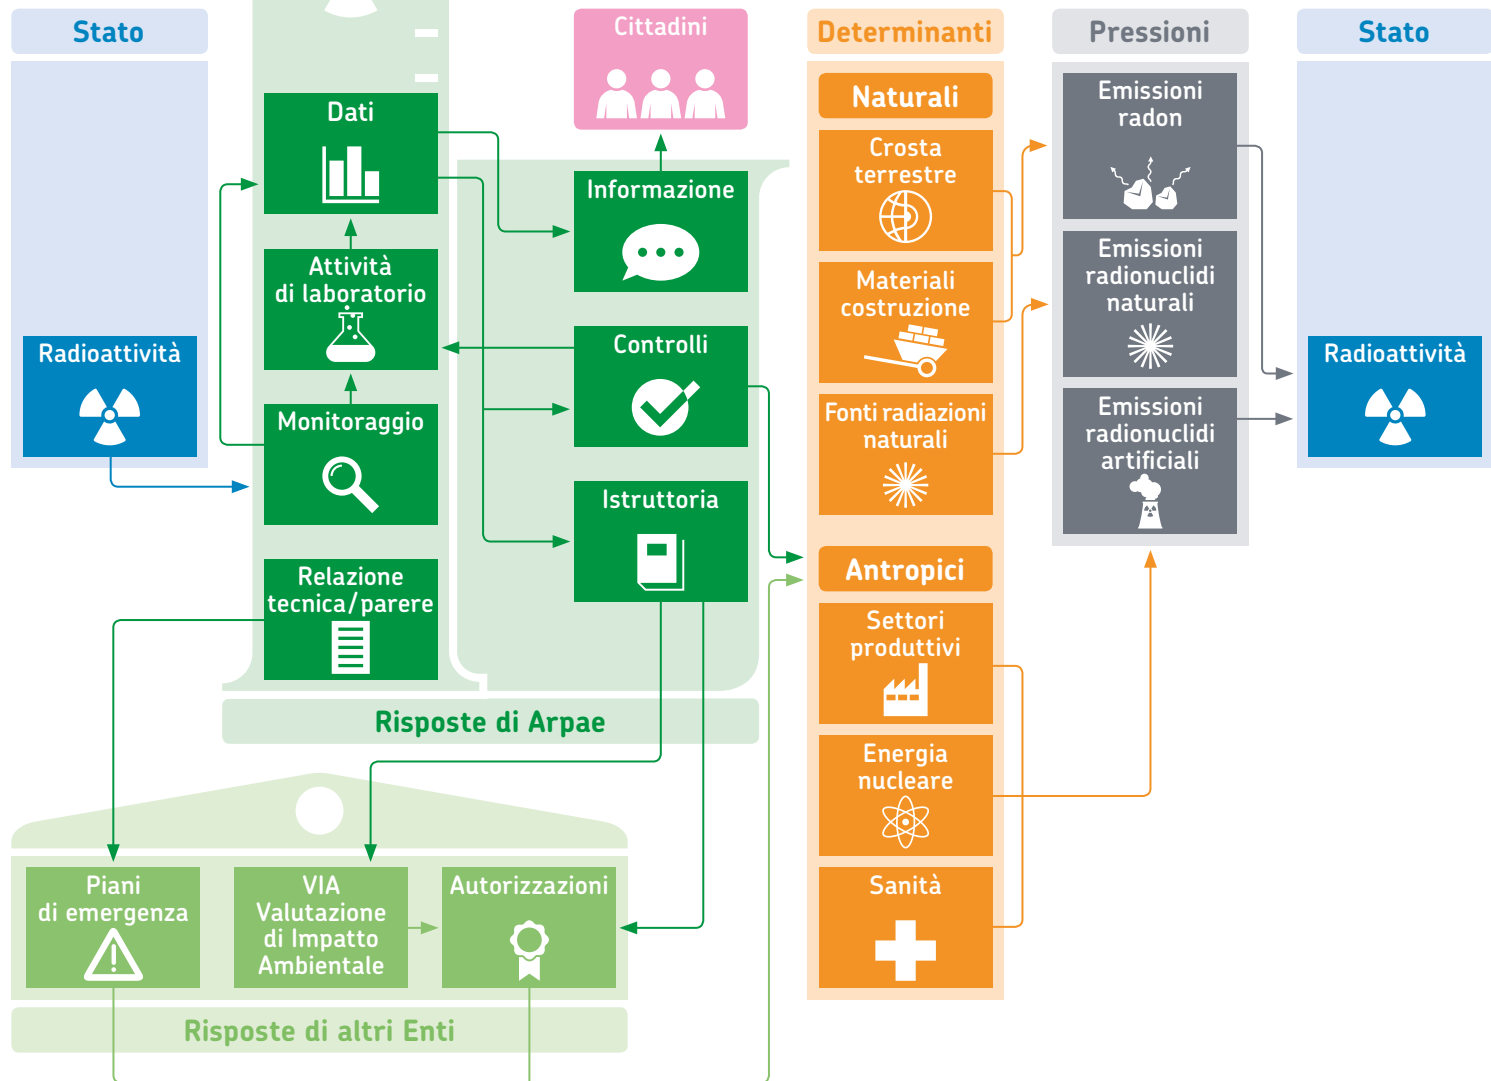 Stato
Radioattività
Dati
Attività
di laboratorio
Monitoraggio
Relazione
tecnica/parere
Cittadini
Informazione
Controlli
Istruttoria
Risposte di Arpae
Piani
di emergenza
VIA
Valutazione
di Impatto
Ambientale
Autorizzazioni
Risposte di altri Enti
Determinanti
Naturali
Crosta
terrestre
Materiali
costruzione
Fonti radiazioni
naturali
Antropici
Settori
produttivi
Energia
nucleare
Sanità
Pressioni
Emissioni
radon
Emissioni
radionuclidi
naturali
Emissioni
radionuclidi
artificiali
Stato
Radioattività